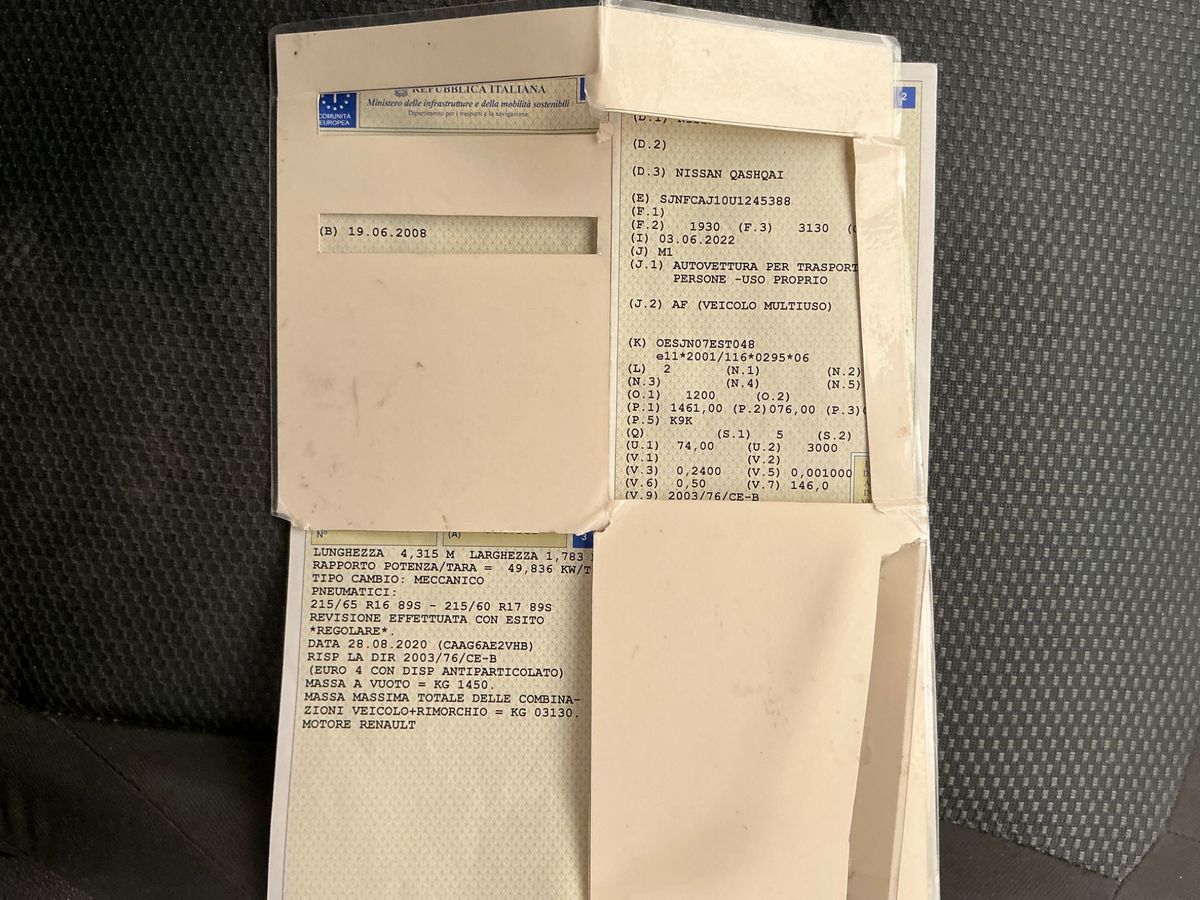 REPUBBLICA ITALIANA
Ministero delle infrastrutture e della mobilità sostenibili
Dipartimento per i trasporti e la navigazione
COMUNITÀ
EUROPEA
(B) 19.06.2008
2
(D.1)
(D.2)
(D.3) NISSAN QASHQAI
(E) SJNFCAJ10U1245388
(F.1)
(F.2) 1930 (F.3) 3130
(I) 03.06.2022
(J) M1
(J.1) AUTOVETTURA PER TRASPORT
PERSONE -USO PROPRIO
(J.2) AF (VEICOLO MULTIUSO)
(K) OESJN07EST048
e11*2001/116*0295*06
(L) 2 (N.1) (N.2)
(N.3) (N.4) (N.5)
(O.1) 1200 (O.2)
(P.1) 1461,00 (P.2)076,00 (P.3)
(P.5) K9K
(Q) (S.1) 5 (S.2)
(U.1) 74,00 (U.2) 3000
(V.1) (V.2)
(V.3) 0,2400 (V.5) 0,001000
(V.6) 0,50 (V.7) 146,0
(V.9) 2003/76/CE-B
N° (A) 3
LUNGHEZZA 4,315 M LARGHEZZA 1,783
RAPPORTO POTENZA/TARA = 49,836 KW/T
TIPO CAMBIO: MECCANICO
PNEUMATICI:
215/65 R16 89S - 215/60 R17 89S
REVISIONE EFFETTUATA CON ESITO
*REGOLARE*.
DATA 28.08.2020 (CAAG6AE2VHB)
RISP LA DIR 2003/76/CE-B
(EURO 4 CON DISP ANTIPARTICOLATO)
MASSA A VUOTO = KG 1450.
MASSA MASSIMA TOTALE DELLE COMBINA-
ZIONI VEICOLO+RIMORCHIO = KG 03130.
MOTORE RENAULT